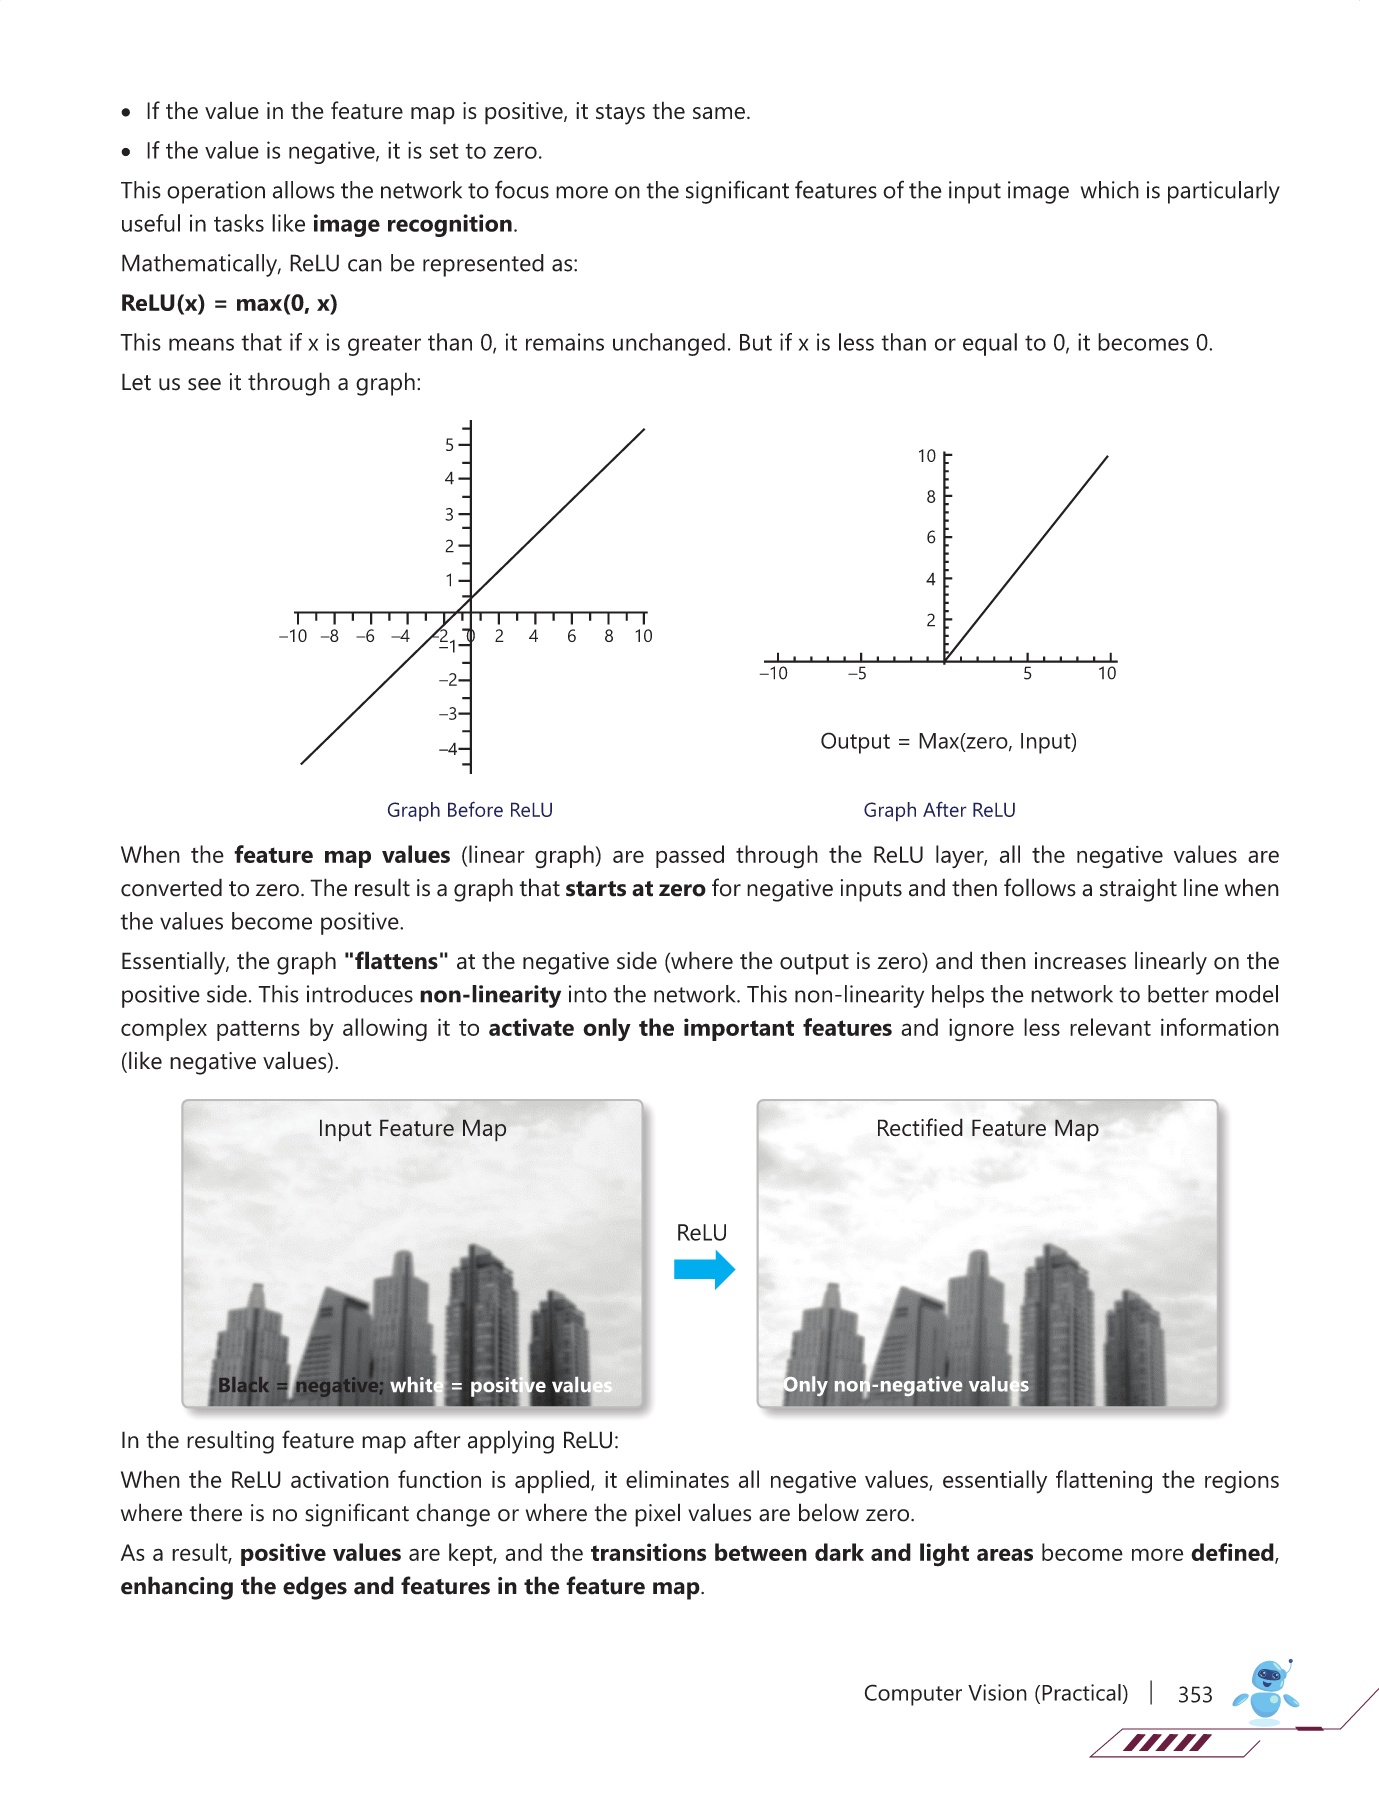 • If the value in the feature map is positive, it stays the same.
• If the value is negative, it is set to zero.
This operation allows the network to focus more on the significant features of the input image which is particularly
useful in tasks like image recognition.
Mathematically, ReLU can be represented as:
ReLU(x) = max(0, x)
This means that if x is greater than 0, it remains unchanged. But if x is less than or equal to 0, it becomes 0.
Let us see it through a graph:
5
4
3
2
1
–10 –8 –6 –4 –2 0 2 4 6 8 10
–1
–2
–3
–4
10
8
6
4
2
–10 –5 5 10
Output = Max(zero, Input)
Graph Before ReLU
Graph After ReLU
When the feature map values (linear graph) are passed through the ReLU layer, all the negative values are
converted to zero. The result is a graph that starts at zero for negative inputs and then follows a straight line when
the values become positive.
Essentially, the graph "flattens" at the negative side (where the output is zero) and then increases linearly on the
positive side. This introduces non-linearity into the network. This non-linearity helps the network to better model
complex patterns by allowing it to activate only the important features and ignore less relevant information
(like negative values).
Input Feature Map
Black = negative; white = positive values
ReLU
Rectified Feature Map
Only non-negative values
In the resulting feature map after applying ReLU:
When the ReLU activation function is applied, it eliminates all negative values, essentially flattening the regions
where there is no significant change or where the pixel values are below zero.
As a result, positive values are kept, and the transitions between dark and light areas become more defined,
enhancing the edges and features in the feature map.
Computer Vision (Practical) | 353